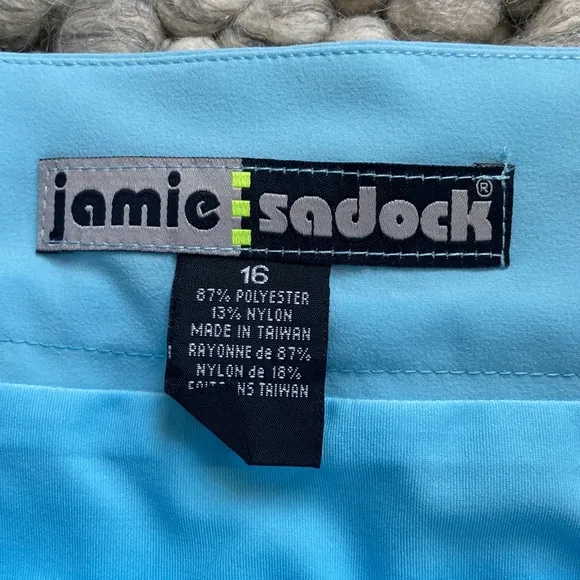 jamie sadock®
16
87% POLYESTER
13% NYLON
MADE IN TAIWAN
RAYONNE de 87%
NYLON de 18%
TAIWAN